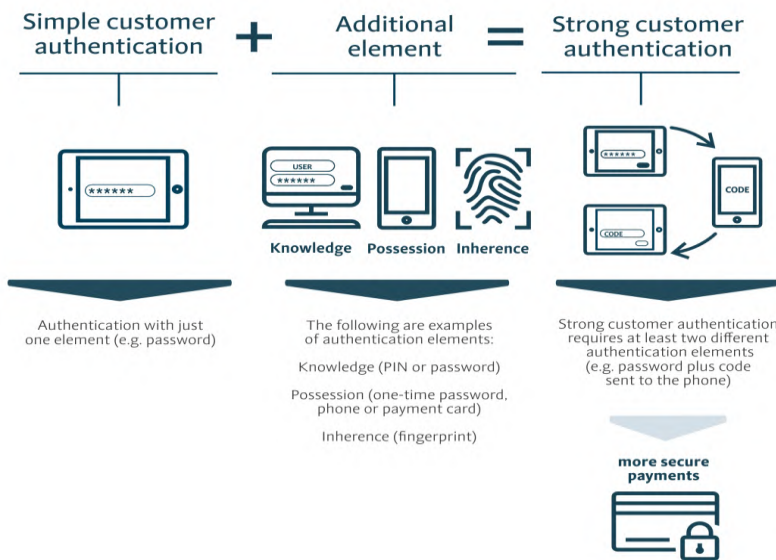 Simple customer
authentication
+
Additional
element
=
Strong customer
authentication
******
USER
******
Knowledge
Possession
Inherence
******
CODE
CODE
Authentication with just
one element (e.g. password)
The following are examples
of authentication elements:
Knowledge (PIN or password)
Possession (one-time password,
phone or payment card)
Inherence (fingerprint)
Strong customer authentication
requires at least two different
authentication elements
(e.g. password plus code
sent to the phone)
more secure
payments